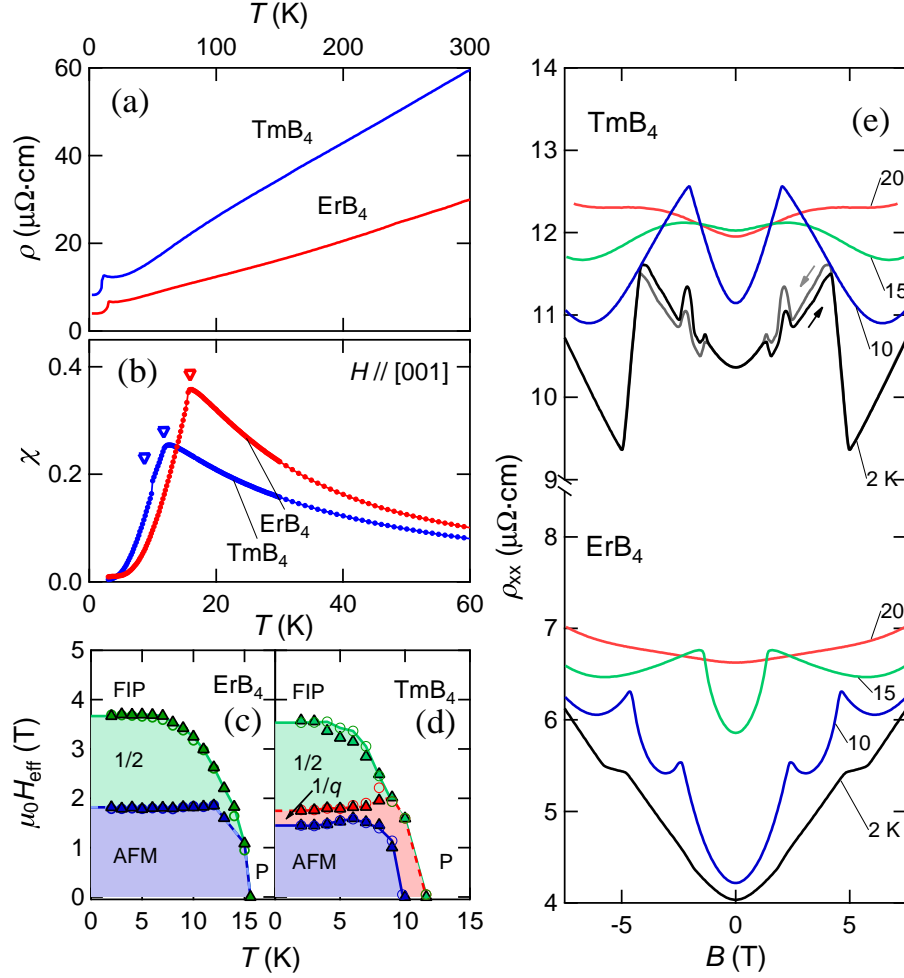 T (K)
0 100 200 300
60
40
20
0
ρ (μΩ·cm)
(a)
TmB4
ErB4
0.4
0.2
0.0
χ
(b)
H // [001]
ErB4
TmB4
0 20 40 60
T (K)
5
4
3
2
1
0
μ0Heff (T)
FIP
ErB4
(c)
1/2
AFM
P
(d)
TmB4
FIP
1/2
1/q
AFM
P
0 5 10 15
0 5 10 15
T (K)
T (K)
14
13
12
11
10
9
8
7
6
5
4
ρxx (μΩ·cm)
TmB4
(e)
20
15
10
2 K
ErB4
20
15
10
2 K
-5 0 5
B (T)